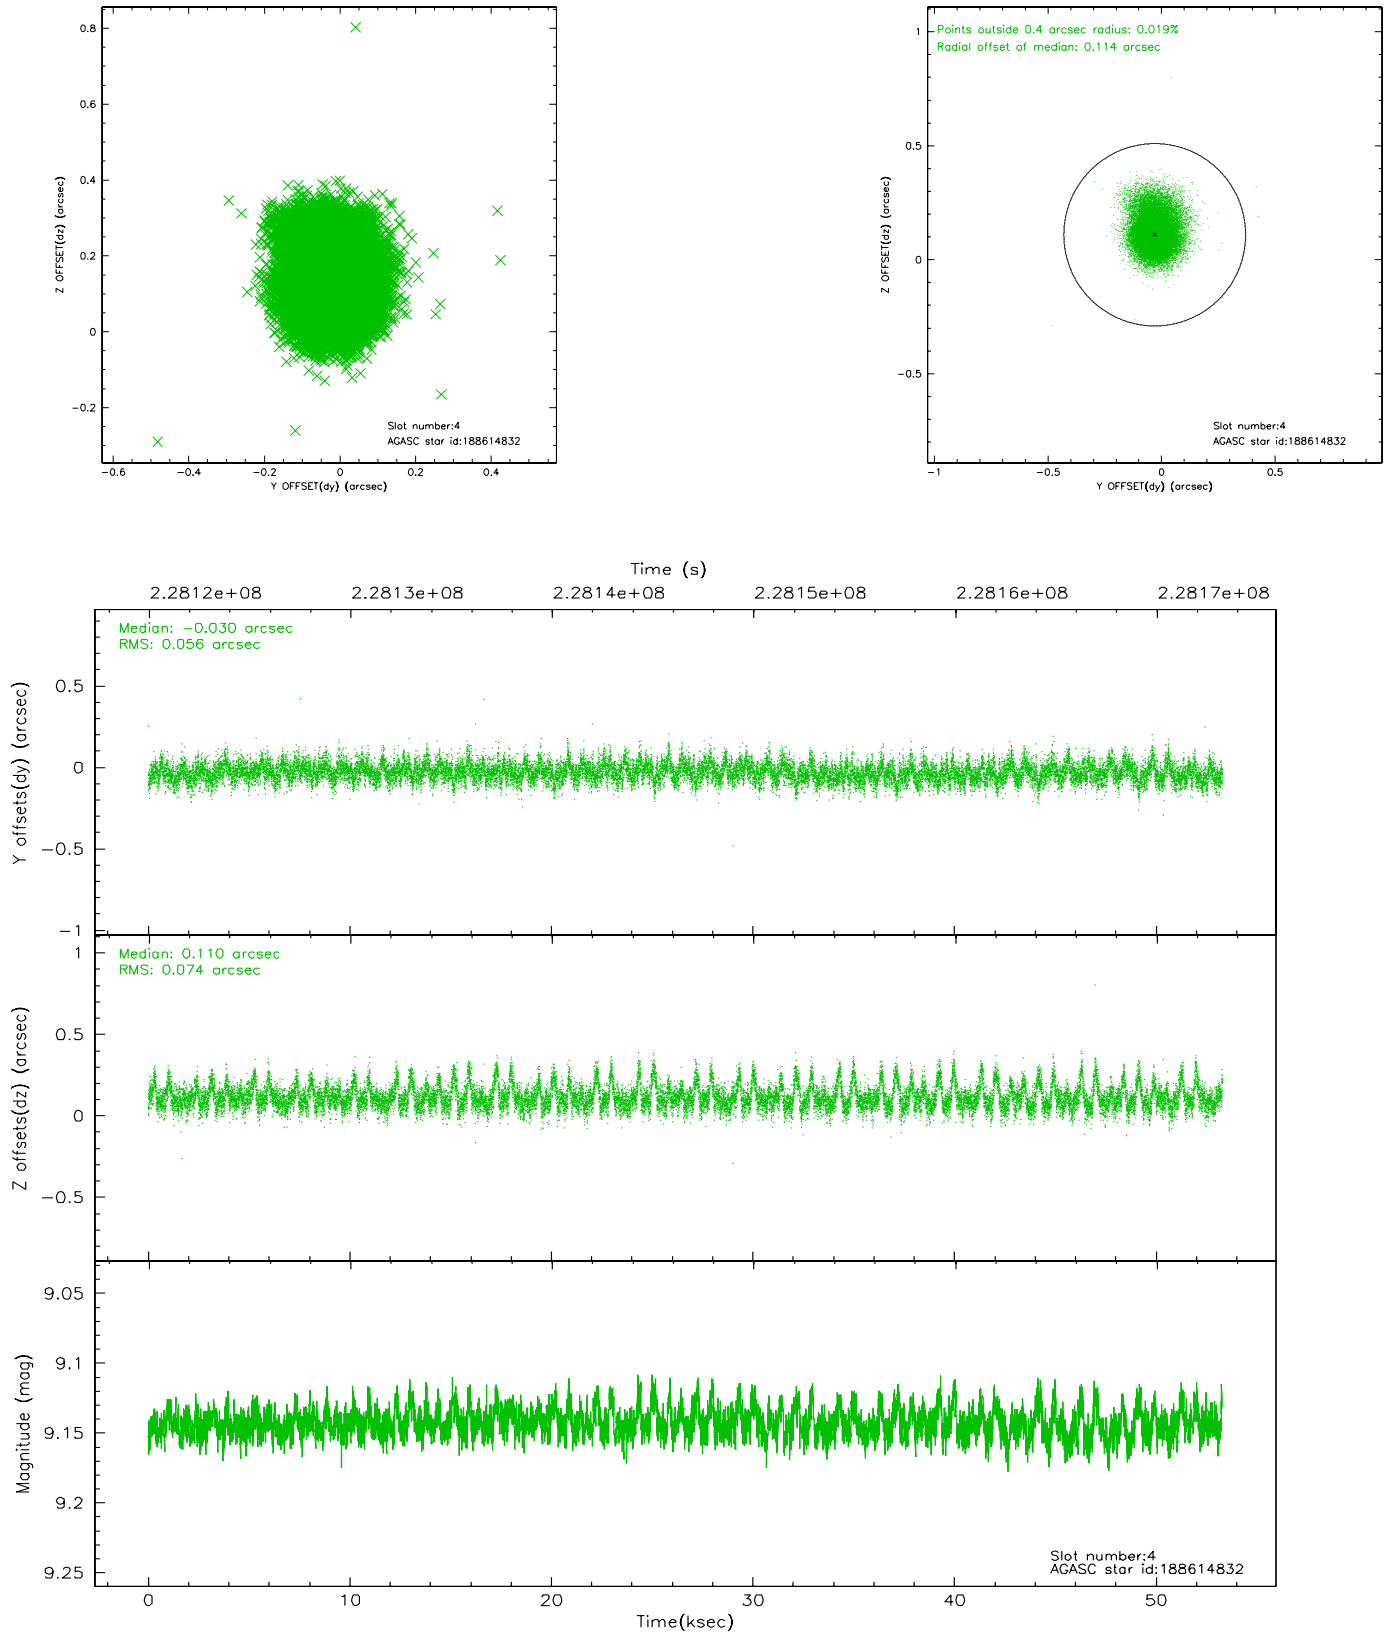 0.8
0.6
0.4
0.2
0
−0.2
Z OFFSET(dz) (arcsec)
Slot number:4
AGASC star id:188614832
−0.6 −0.4 −0.2 0 0.2 0.4
Y OFFSET(dy) (arcsec)
Points outside 0.4 arcsec radius: 0.019%
Radial offset of median: 0.114 arcsec
1
0.5
0
−0.5
Z OFFSET(dz) (arcsec)
Slot number:4
AGASC star id:188614832
−1 −0.5 0 0.5
Y OFFSET(dy) (arcsec)
Time (s)
2.2812e+08 2.2813e+08 2.2814e+08 2.2815e+08 2.2816e+08 2.2817e+08
Median: −0.030 arcsec
RMS: 0.056 arcsec
0.5
0
−0.5
−1
Y offsets(dy) (arcsec)
Median: 0.110 arcsec
RMS: 0.074 arcsec
1
0.5
0
−0.5
Z offsets(dz) (arcsec)
9.05
9.1
9.15
9.2
9.25
Magnitude (mag)
Slot number:4
AGASC star id:188614832
0 10 20 30 40 50
Time(ksec)